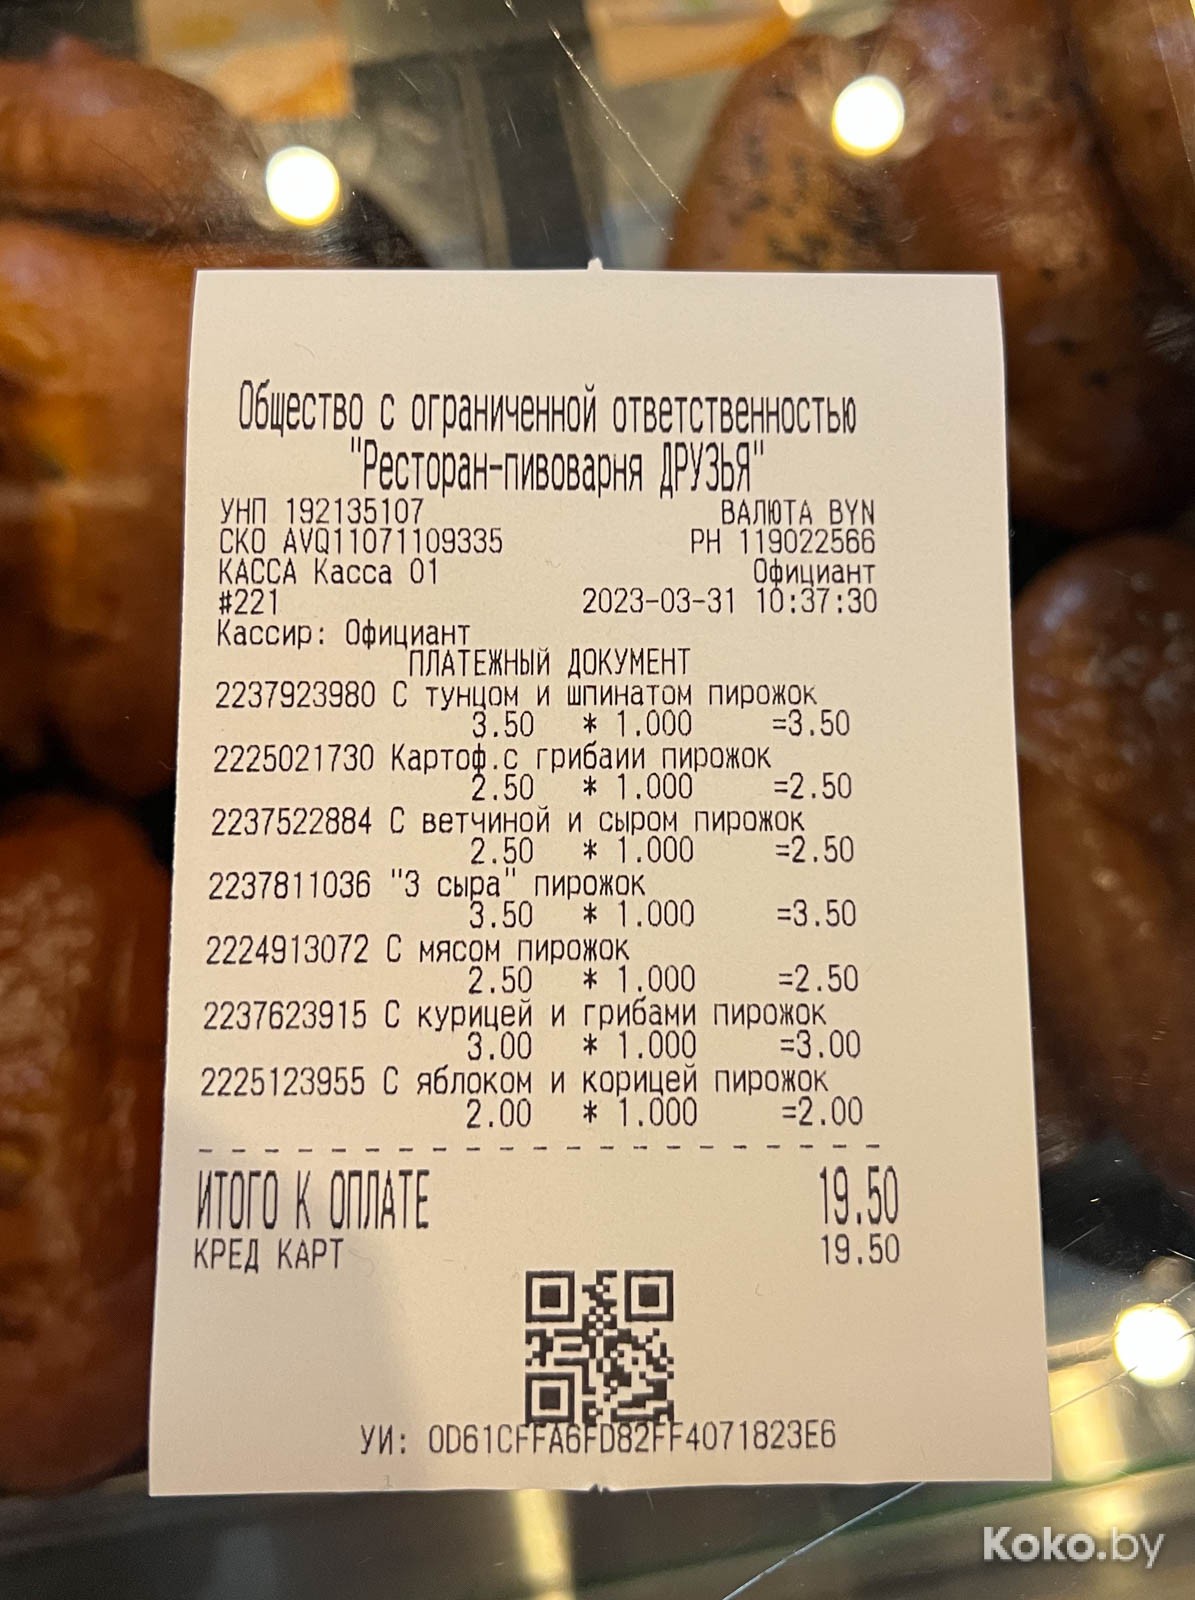 Общество с ограниченной ответственностью
"Ресторан-пивоварня ДРУЗЬЯ"
УНП 192135107 ВАЛЮТА BYN
СКО AVQ11071109335 РН 119022566
КАССА Касса 01 Официант
#221 2023-03-31 10:37:30
Кассир: Официант
ПЛАТЕЖНЫЙ ДОКУМЕНТ
2237923980 С тунцом и шпинатом пирожок
3.50 * 1.000 =3.50
2225021730 Картоф.с грибаии пирожок
2.50 * 1.000 =2.50
2237522884 С ветчиной и сыром пирожок
2.50 * 1.000 =2.50
2237811036 "3 сыра" пирожок
3.50 * 1.000 =3.50
2224913072 С мясом пирожок
2.50 * 1.000 =2.50
2237623915 С курицей и грибами пирожок
3.00 * 1.000 =3.00
2225123955 С яблоком и корицей пирожок
2.00 * 1.000 =2.00
ИТОГО К ОПЛАТЕ 19.50
КРЕД КАРТ 19.50
УИ: 0D61CFFA6FD82FF4071823E6
Koko.by